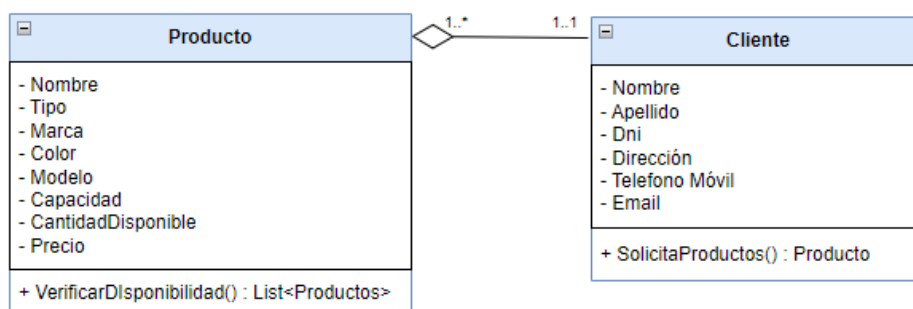 Producto
- Nombre
- Tipo
- Marca
- Color
- Modelo
- Capacidad
- CantidadDisponible
- Precio
+ VerificarDIsponibilidad() : List<Productos>
1..*
1..1
Cliente
- Nombre
- Apellido
- Dni
- Dirección
- Telefono Móvil
- Email
+ SolicitaProductos() : Producto